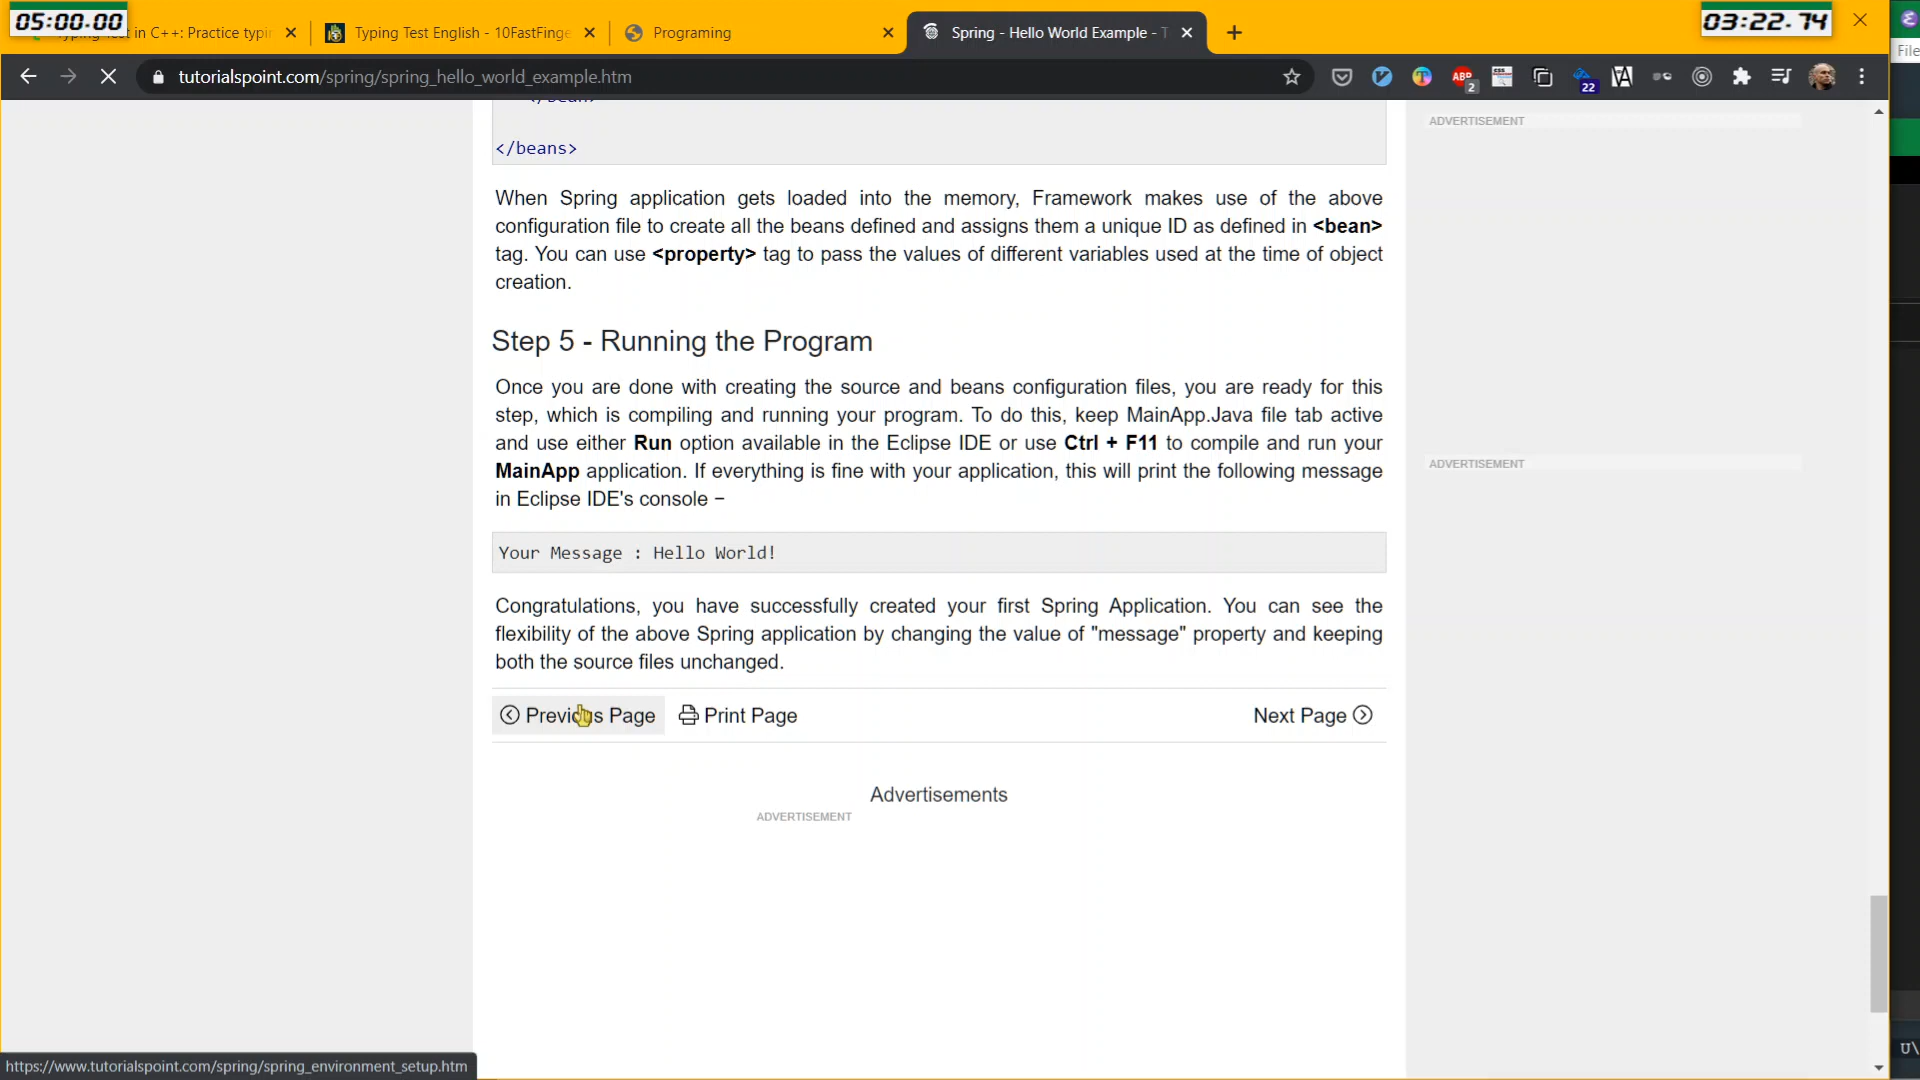 05:00.00
in C++: Practice typin
Typing Test English - 10FastFinge
Programing
Spring - Hello World Example - T
03:22.74
File
tutorialspoint.com/spring/spring_hello_world_example.htm
ABP
2
22
</beans>
ADVERTISEMENT
When Spring application gets loaded into the memory, Framework makes use of the above
configuration file to create all the beans defined and assigns them a unique ID as defined in <bean>
tag. You can use <property> tag to pass the values of different variables used at the time of object
creation.
Step 5 - Running the Program
Once you are done with creating the source and beans configuration files, you are ready for this
step, which is compiling and running your program. To do this, keep MainApp.Java file tab active
and use either Run option available in the Eclipse IDE or use Ctrl + F11 to compile and run your
MainApp application. If everything is fine with your application, this will print the following message
in Eclipse IDE's console −
ADVERTISEMENT
Your Message : Hello World!
Congratulations, you have successfully created your first Spring Application. You can see the
flexibility of the above Spring application by changing the value of "message" property and keeping
both the source files unchanged.
Previous Page
Print Page
Next Page
Advertisements
ADVERTISEMENT
U\
https://www.tutorialspoint.com/spring/spring_environment_setup.htm